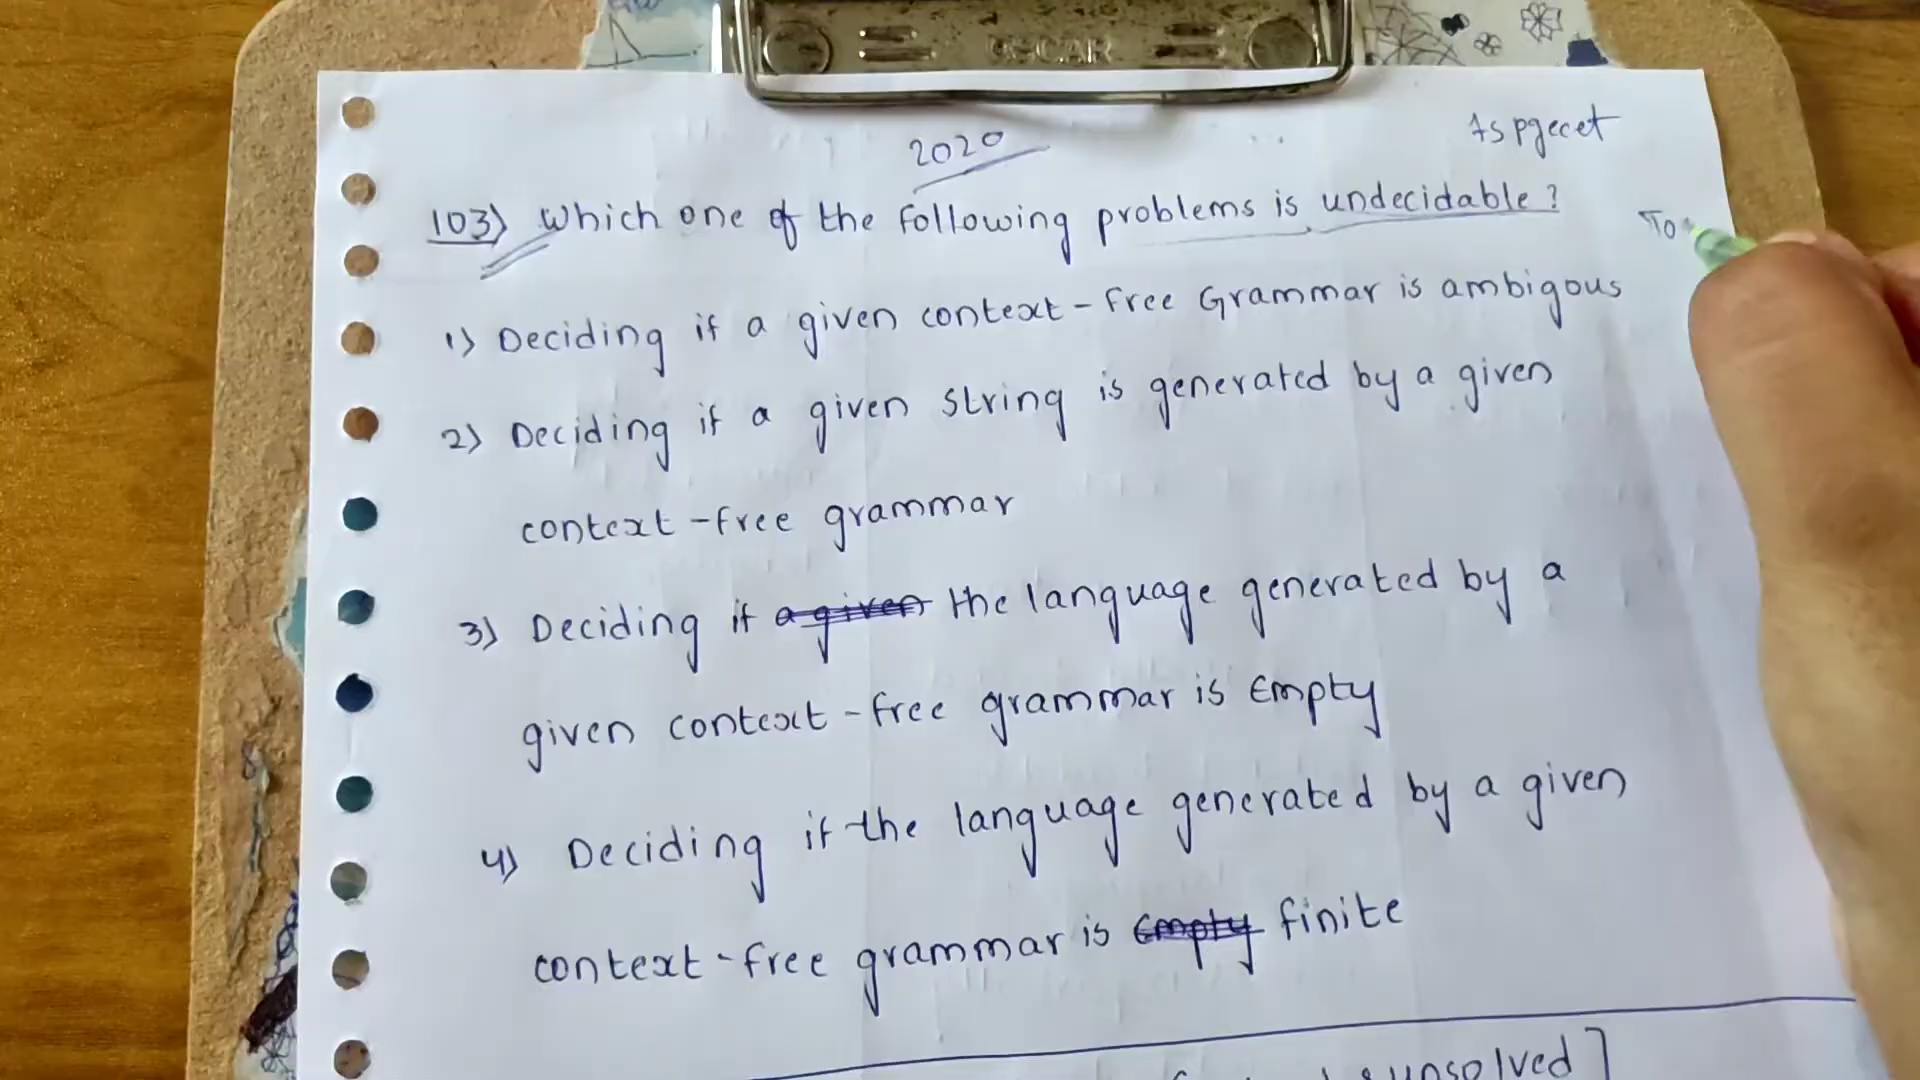 OSCAR
2020
Ts pgecet
103) Which one of the following problems is undecidable?
To
1) Deciding if a given context-free Grammar is ambigous
2) Deciding if a given string is generated by a given
context-free grammar
3) Deciding if a given the language generated by a
given context-free grammar is Empty
4) Deciding if the language generated by a given
context-free grammar is Empty finite
unsolved]